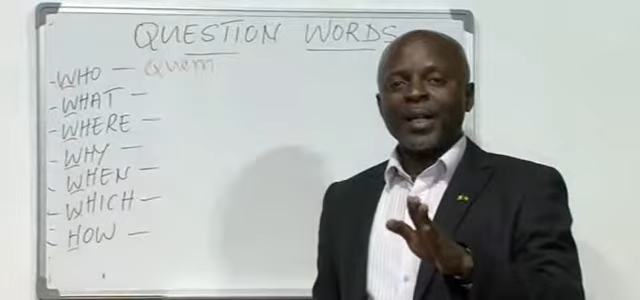 QUESTION WORDS
- WHO — Quem
- WHAT —
- WHERE —
- WHY —
- WHEN —
- WHICH —
- HOW —